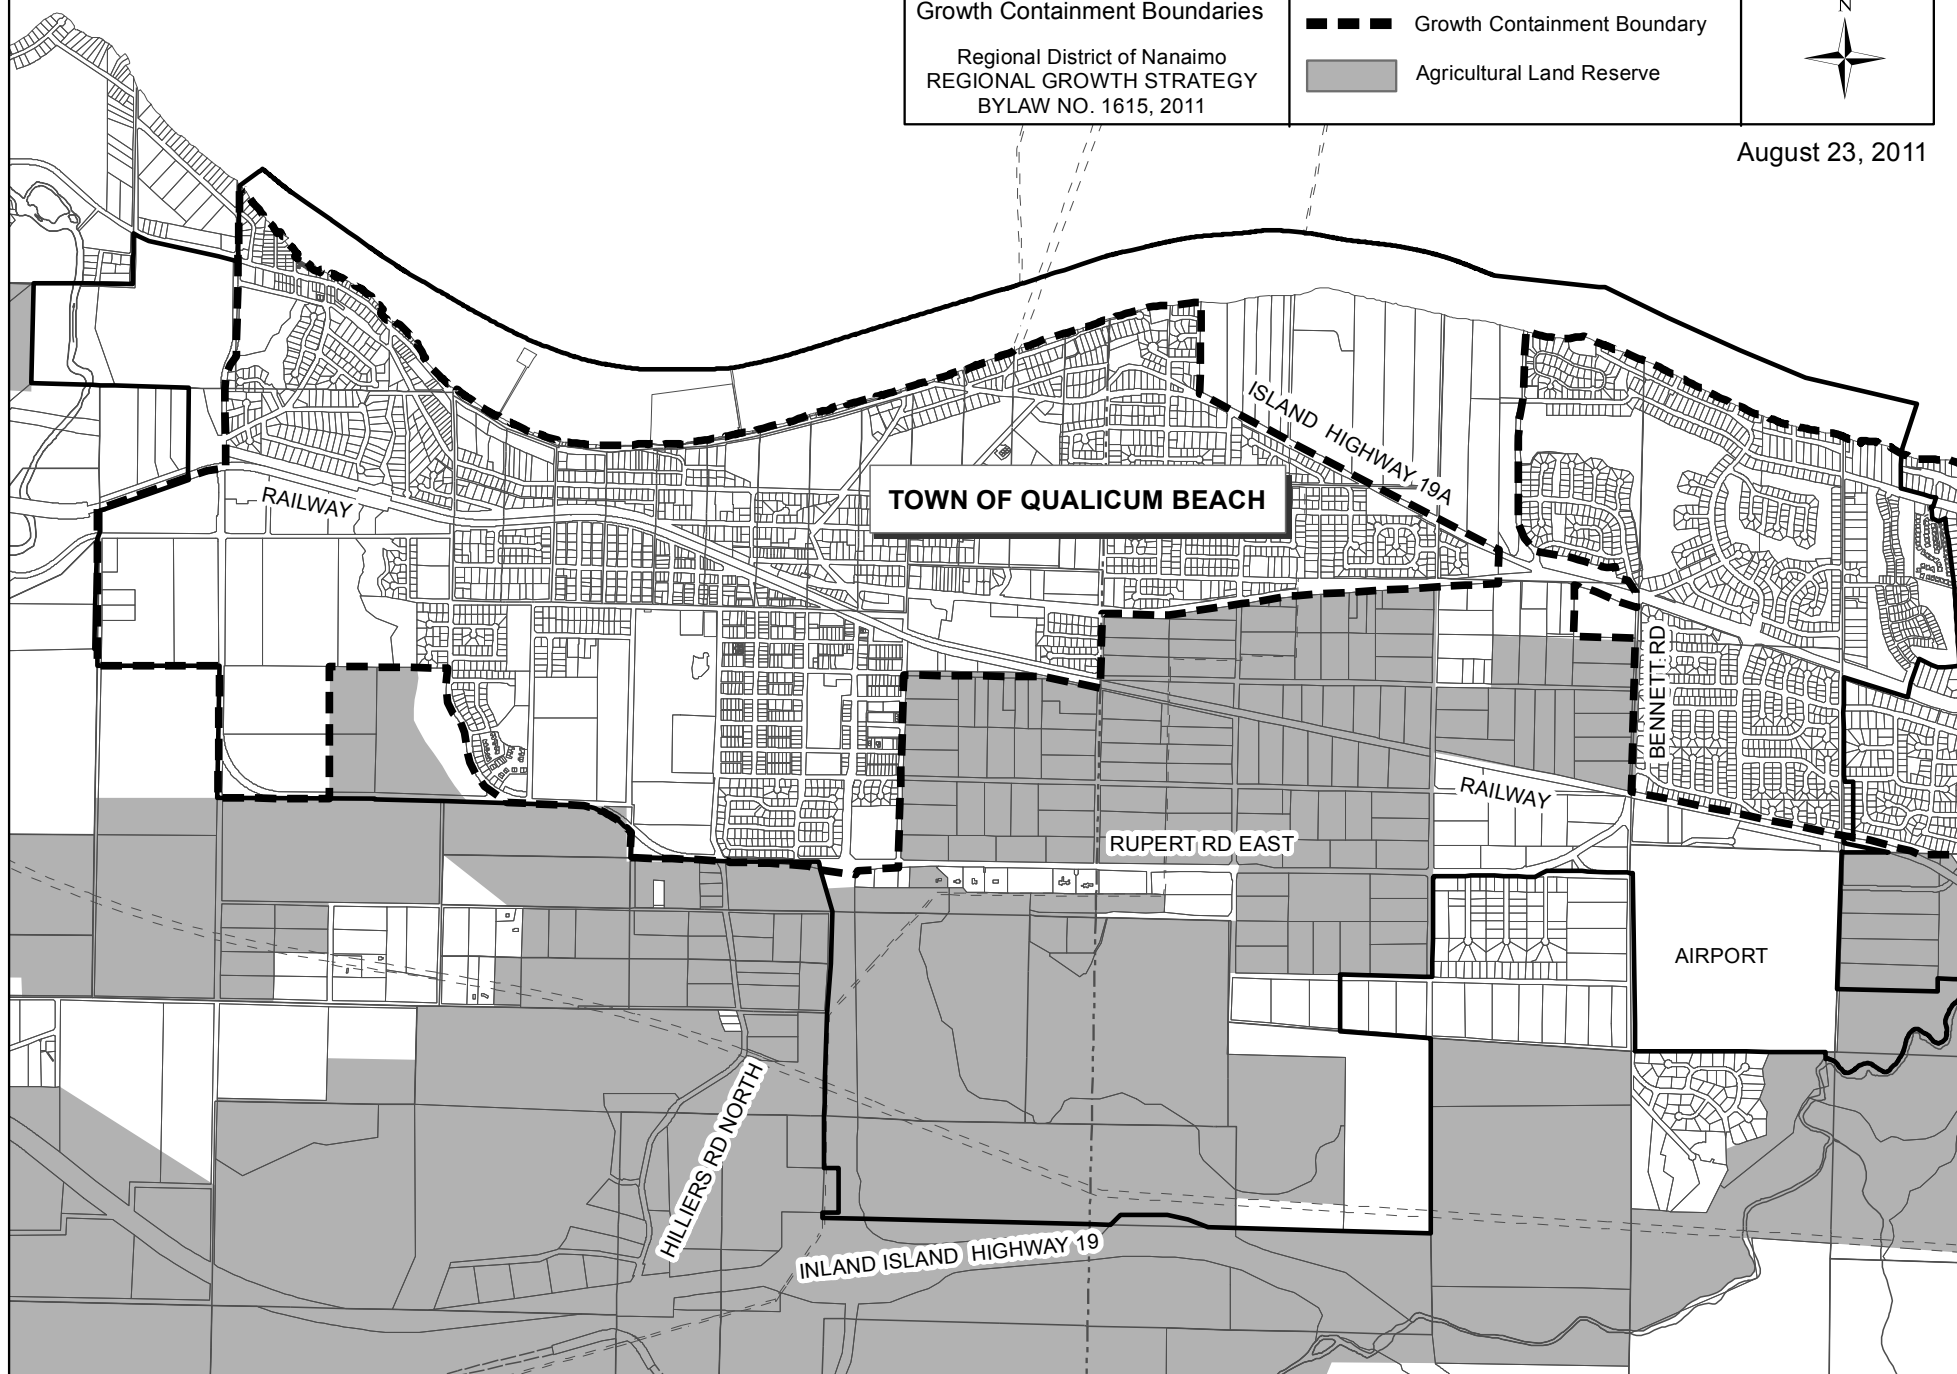 Growth Containment Boundaries
Regional District of Nanaimo
REGIONAL GROWTH STRATEGY
BYLAW NO. 1615, 2011
Growth Containment Boundary
Agricultural Land Reserve
N
August 23, 2011
ISLAND HIGHWAY 19A
RAILWAY
TOWN OF QUALICUM BEACH
BENNETT RD
RAILWAY
RUPERT RD EAST
AIRPORT
HILLIERS RD NORTH
INLAND ISLAND HIGHWAY 19